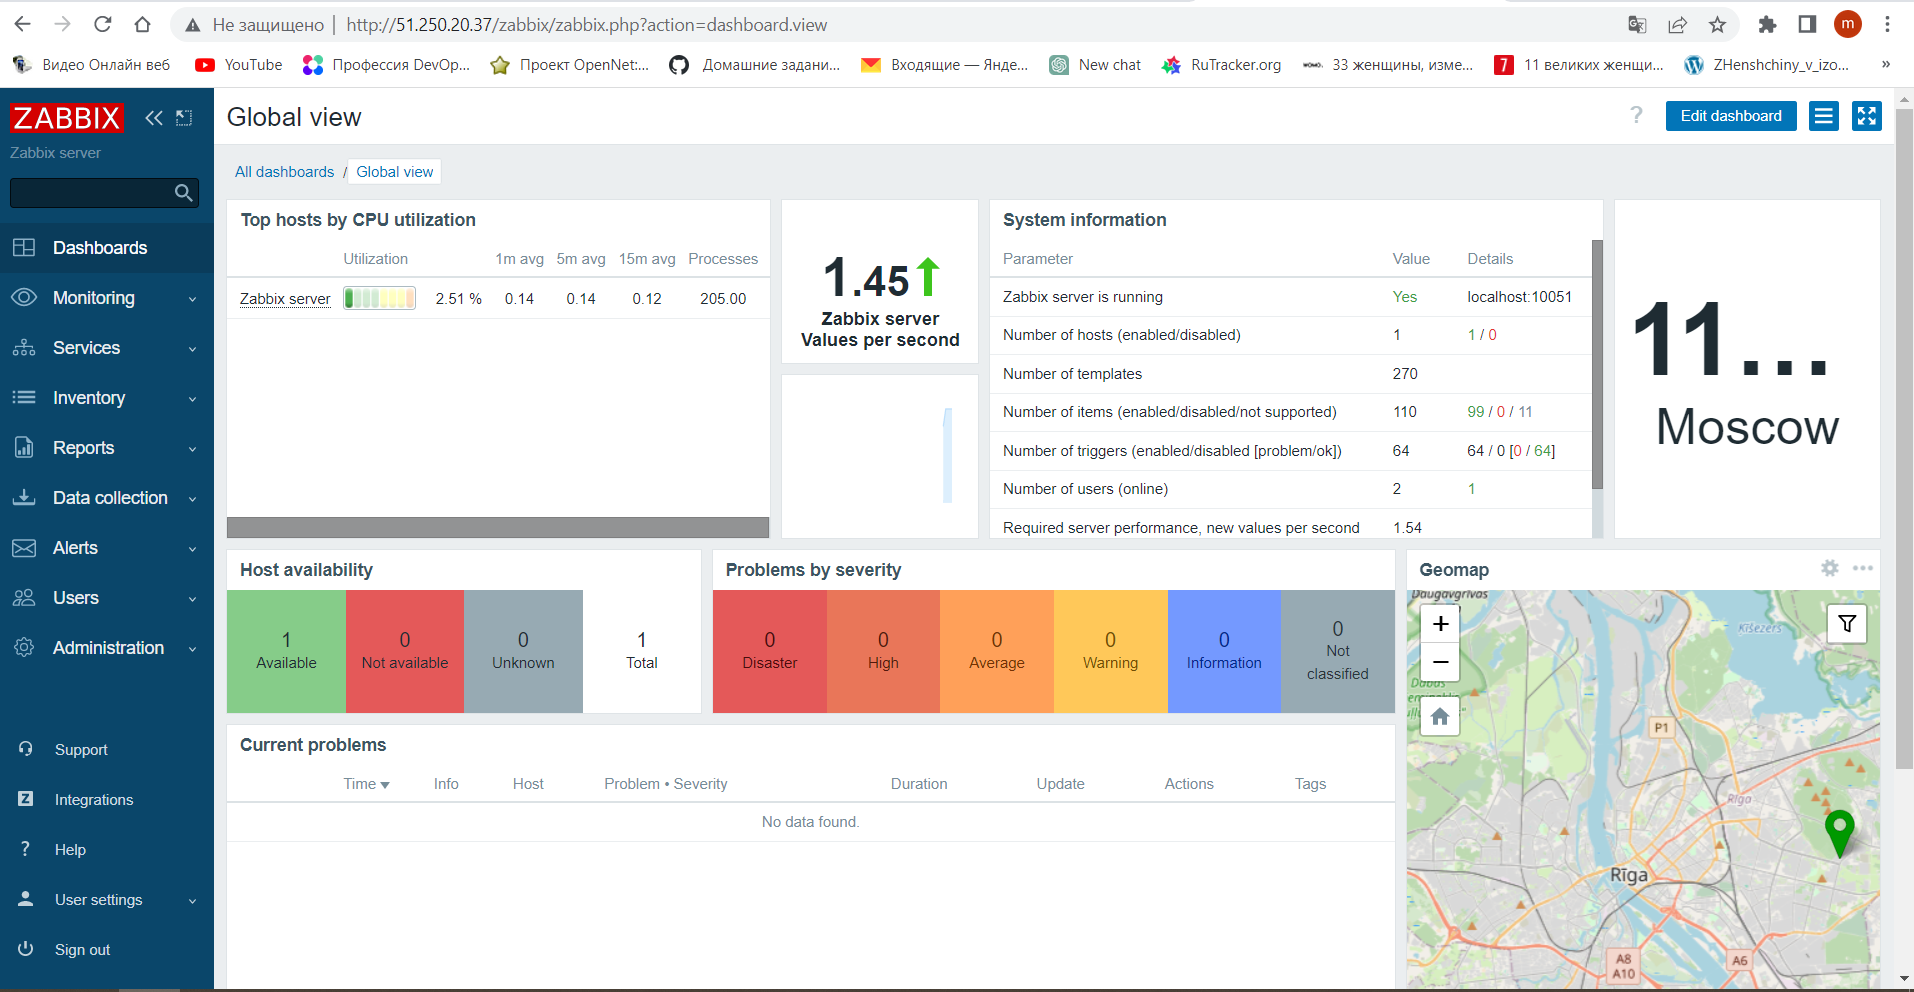 Не защищено | http://51.250.20.37/zabbix/zabbix.php?action=dashboard.view
m
Видео Онлайн веб YouTube Профессия DevOp... Проект OpenNet:... Домашние задани... Входящие — Янде... New chat RuTracker.org 33 женщины, изме... 7 11 великих женщи... ZHenshchiny_v_izo... »
ZABBIX
Zabbix server
Dashboards
Monitoring
Services
Inventory
Reports
Data collection
Alerts
Users
Administration
Support
Z Integrations
? Help
User settings
Sign out
Global view
? Edit dashboard
All dashboards / Global view
Top hosts by CPU utilization
Utilization 1m avg 5m avg 15m avg Processes
Zabbix server 2.51 % 0.14 0.14 0.12 205.00
1.45
Zabbix server
Values per second
System information
Parameter Value Details
Zabbix server is running Yes localhost:10051
Number of hosts (enabled/disabled) 1 1 / 0
Number of templates 270
Number of items (enabled/disabled/not supported) 110 99 / 0 / 11
Number of triggers (enabled/disabled [problem/ok]) 64 64 / 0 [0 / 64]
Number of users (online) 2 1
Required server performance, new values per second 1.54
11...
Moscow
Host availability
1
Available
0
Not available
0
Unknown
1
Total
Problems by severity
0
Disaster
0
High
0
Average
0
Warning
0
Information
0
Not
classified
Current problems
Time Info Host Problem • Severity Duration Update Actions Tags
No data found.
Geomap
Daugavgrīvas
+
−
Ķīšezers
Dabas
P1
Rīga
Rīga
A8
A10
A6